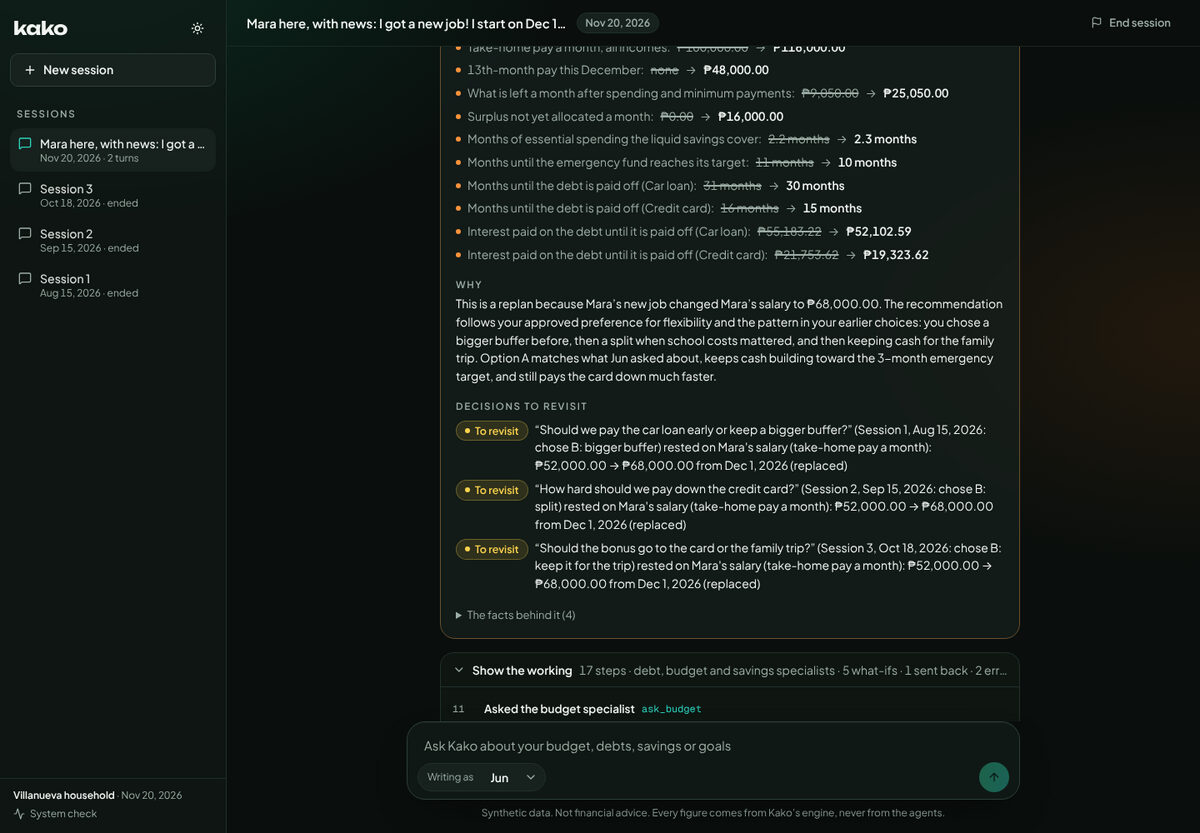 kako
Mara here, with news: I got a new job! I start on Dec 1...
Nov 20, 2026
End session
New session
SESSIONS
Mara here, with news: I got a ...
Nov 20, 2026 · 2 turns
Session 3
Oct 18, 2026 · ended
Session 2
Sep 15, 2026 · ended
Session 1
Aug 15, 2026 · ended
Take-home pay a month, all incomes: ₱100,000.00 → ₱116,000.00
13th-month pay this December: none → ₱48,000.00
What is left a month after spending and minimum payments: ₱9,050.00 → ₱25,050.00
Surplus not yet allocated a month: ₱0.00 → ₱16,000.00
Months of essential spending the liquid savings cover: 2.2 months → 2.3 months
Months until the emergency fund reaches its target: 11 months → 10 months
Months until the debt is paid off (Car loan): 31 months → 30 months
Months until the debt is paid off (Credit card): 16 months → 15 months
Interest paid on the debt until it is paid off (Car loan): ₱55,183.22 → ₱52,102.59
Interest paid on the debt until it is paid off (Credit card): ₱21,753.62 → ₱19,323.62
WHY
This is a replan because Mara's new job changed Mara's salary to ₱68,000.00. The recommendation
follows your approved preference for flexibility and the pattern in your earlier choices: you chose a
bigger buffer before, then a split when school costs mattered, and then keeping cash for the family
trip. Option A matches what Jun asked about, keeps cash building toward the 3-month emergency
target, and still pays the card down much faster.
DECISIONS TO REVISIT
To revisit
"Should we pay the car loan early or keep a bigger buffer?" (Session 1, Aug 15, 2026:
chose B: bigger buffer) rested on Mara's salary (take-home pay a month):
₱52,000.00 → ₱68,000.00 from Dec 1, 2026 (replaced)
To revisit
"How hard should we pay down the credit card?" (Session 2, Sep 15, 2026: chose B:
split) rested on Mara's salary (take-home pay a month): ₱52,000.00 → ₱68,000.00
from Dec 1, 2026 (replaced)
To revisit
"Should the bonus go to the card or the family trip?" (Session 3, Oct 18, 2026: chose B:
keep it for the trip) rested on Mara's salary (take-home pay a month): ₱52,000.00 →
₱68,000.00 from Dec 1, 2026 (replaced)
The facts behind it (4)
Show the working 17 steps · debt, budget and savings specialists · 5 what-ifs · 1 sent back · 2 err...
11 Asked the budget specialist ask_budget
Ask Kako about your budget, debts, savings or goals
Writing as Jun
Synthetic data. Not financial advice. Every figure comes from Kako's engine, never from the agents.
Villanueva household · Nov 20, 2026
System check